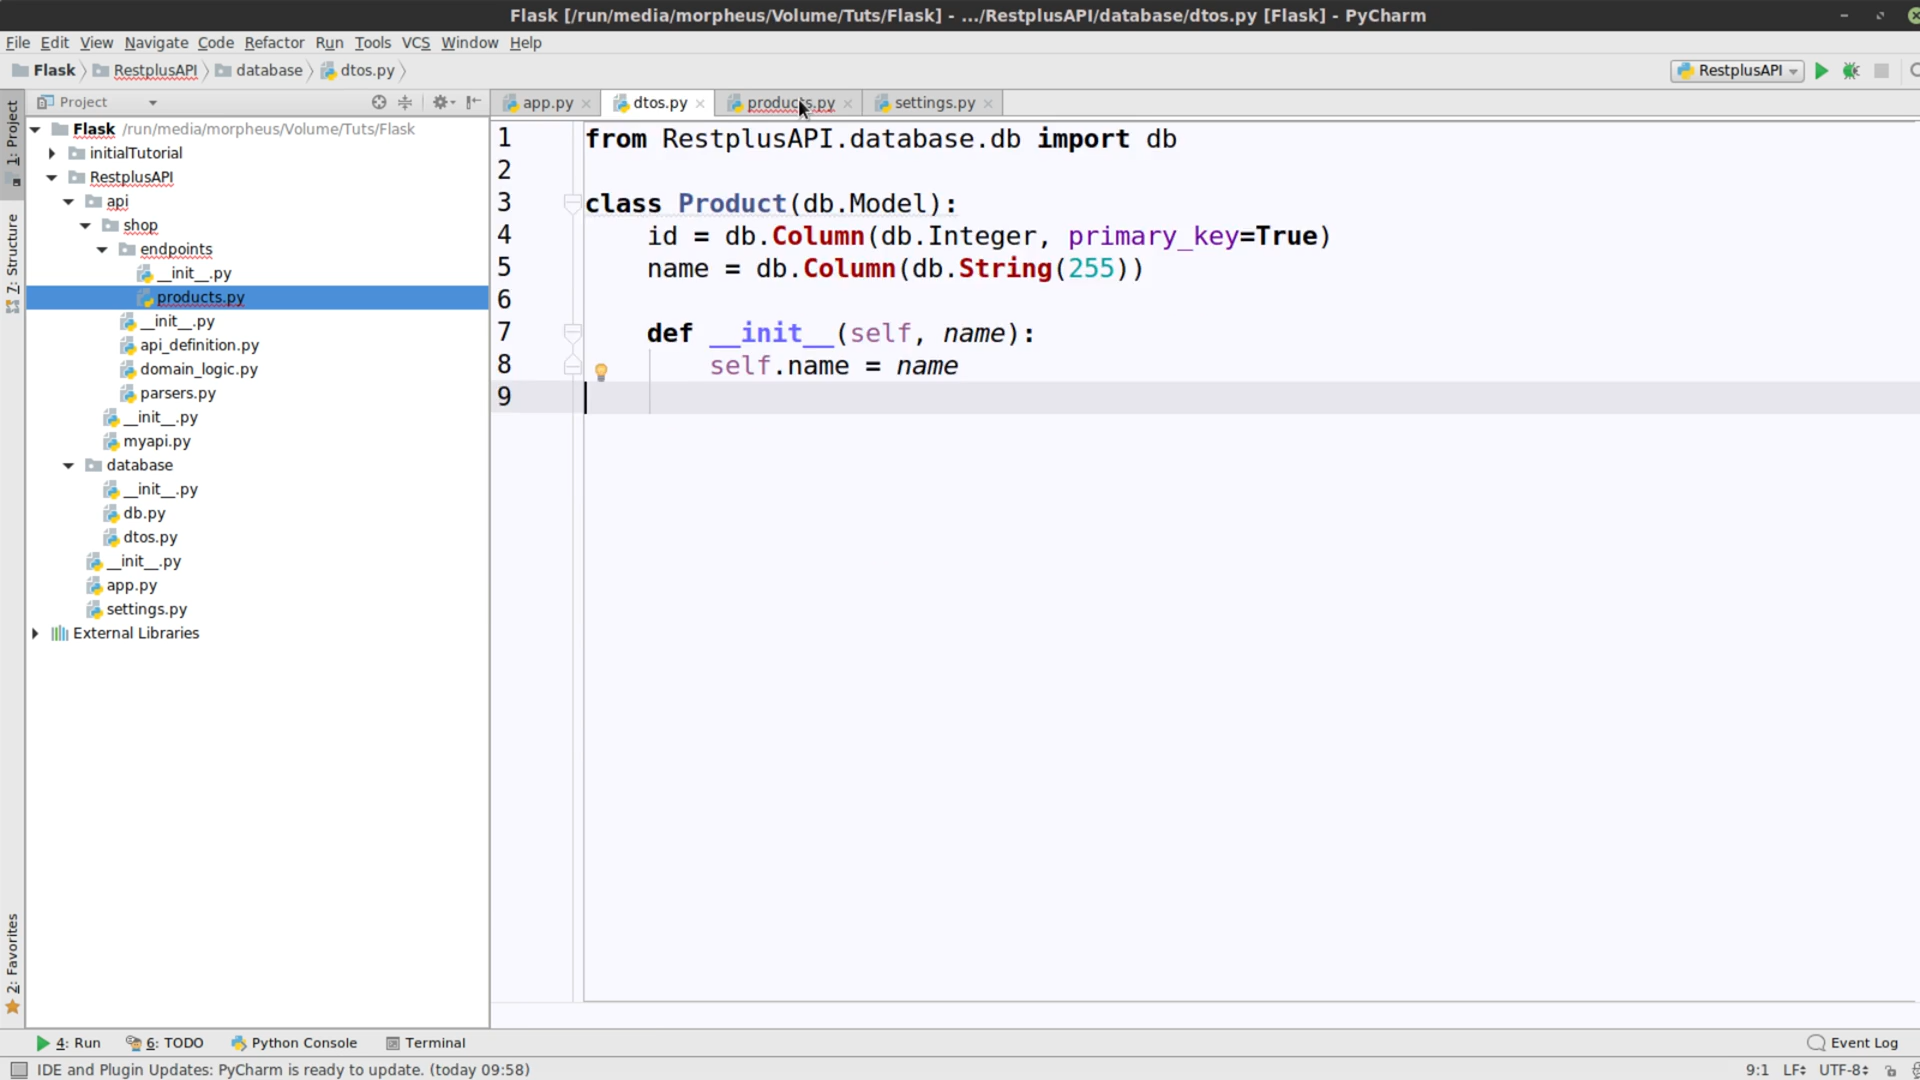 Flask [/run/media/morpheus/Volume/Tuts/Flask] - .../RestplusAPI/database/dtos.py [Flask] - PyCharm
File Edit View Navigate Code Refactor Run Tools VCS Window Help
Flask RestplusAPI database dtos.py RestplusAPI
Project app.py dtos.py products.py settings.py
1: Project
7: Structure
2: Favorites
Flask /run/media/morpheus/Volume/Tuts/Flask
initialTutorial
RestplusAPI
api
shop
endpoints
__init__.py
products.py
__init__.py
api_definition.py
domain_logic.py
parsers.py
__init__.py
myapi.py
database
__init__.py
db.py
dtos.py
__init__.py
app.py
settings.py
External Libraries
1 from RestplusAPI.database.db import db
2
3 class Product(db.Model):
4 id = db.Column(db.Integer, primary_key=True)
5 name = db.Column(db.String(255))
6
7 def __init__(self, name):
8 self.name = name
9
4: Run 6: TODO Python Console Terminal Event Log
IDE and Plugin Updates: PyCharm is ready to update. (today 09:58) 9:1 LF UTF-8